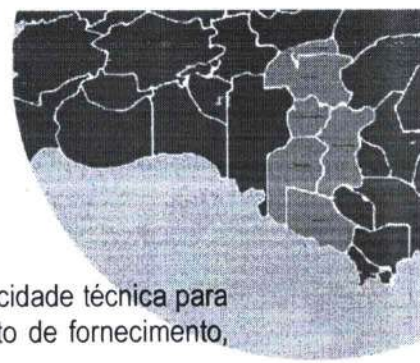 cidade técnica para
to de fornecimento,